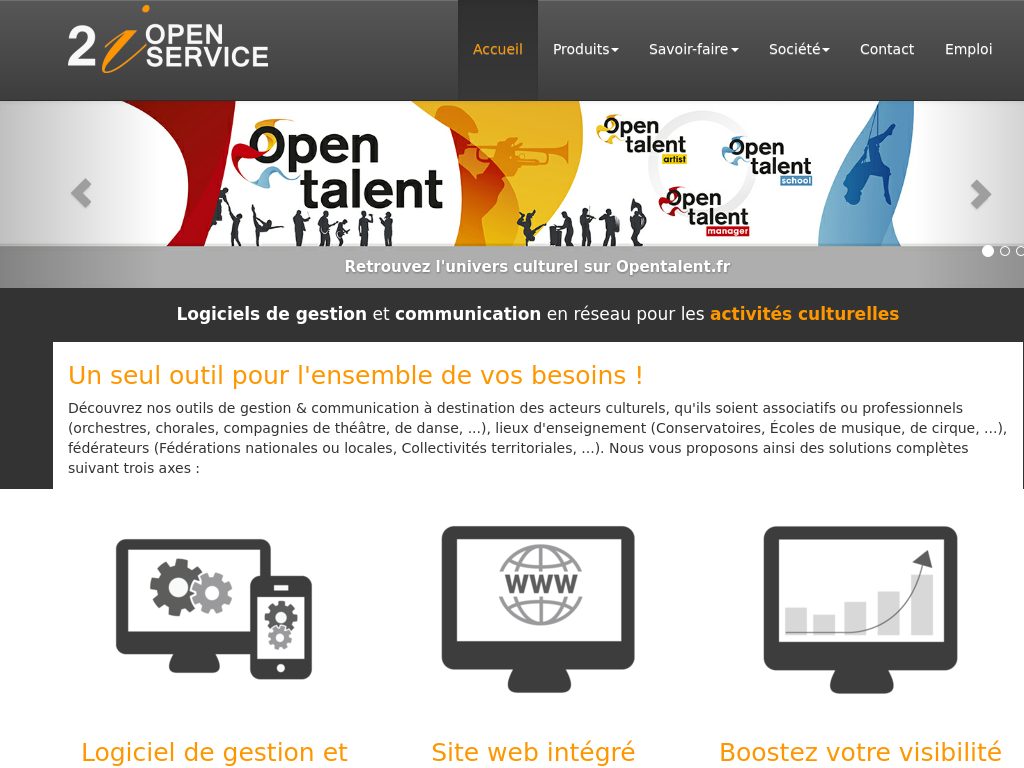 2i OPEN SERVICE
Accueil
Produits
Savoir-faire
Société
Contact
Emploi
Open talent
Open talent artist
Open talent school
Open talent manager
Retrouvez l'univers culturel sur Opentalent.fr
Logiciels de gestion et communication en réseau pour les activités culturelles
Un seul outil pour l'ensemble de vos besoins !
Découvrez nos outils de gestion & communication à destination des acteurs culturels, qu'ils soient associatifs ou professionnels
(orchestres, chorales, compagnies de théâtre, de danse, ...), lieux d'enseignement (Conservatoires, Écoles de musique, de cirque, ...),
fédérateurs (Fédérations nationales ou locales, Collectivités territoriales, ...). Nous vous proposons ainsi des solutions complètes
suivant trois axes :
WWW
Logiciel de gestion et
Site web intégré
Boostez votre visibilité